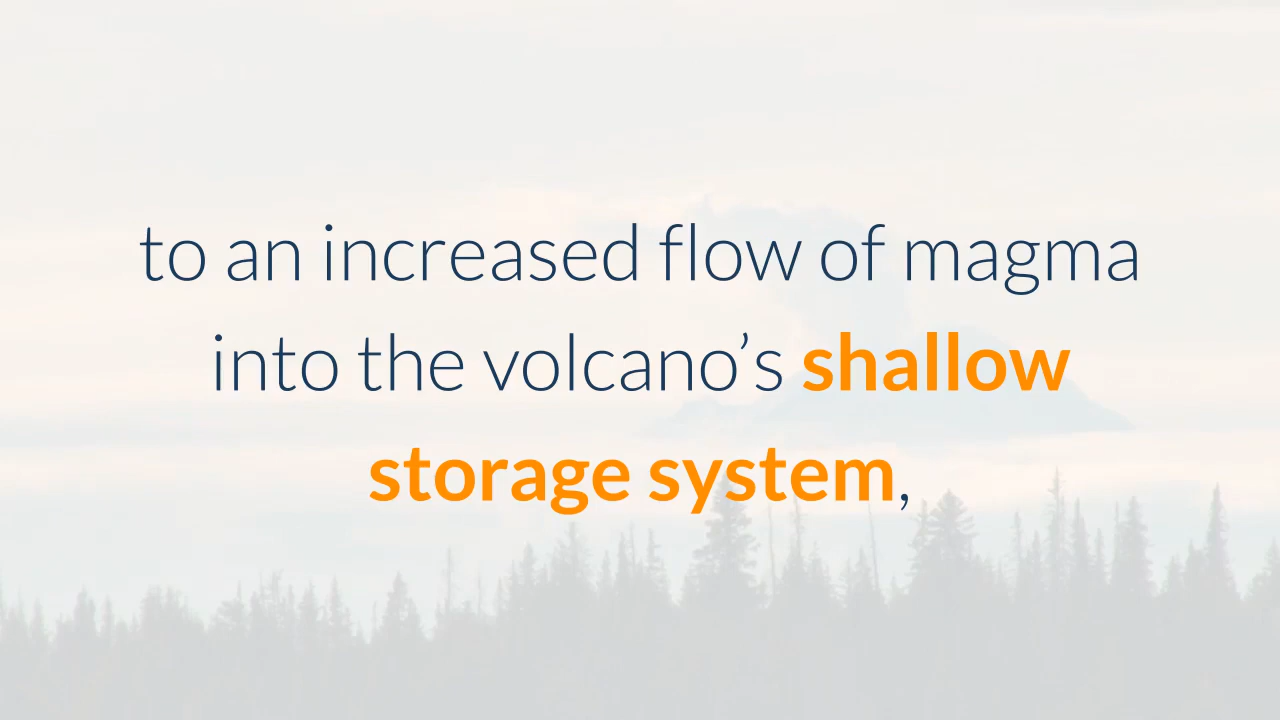 to an increased flow of magma
into the volcano’s shallow
storage system,